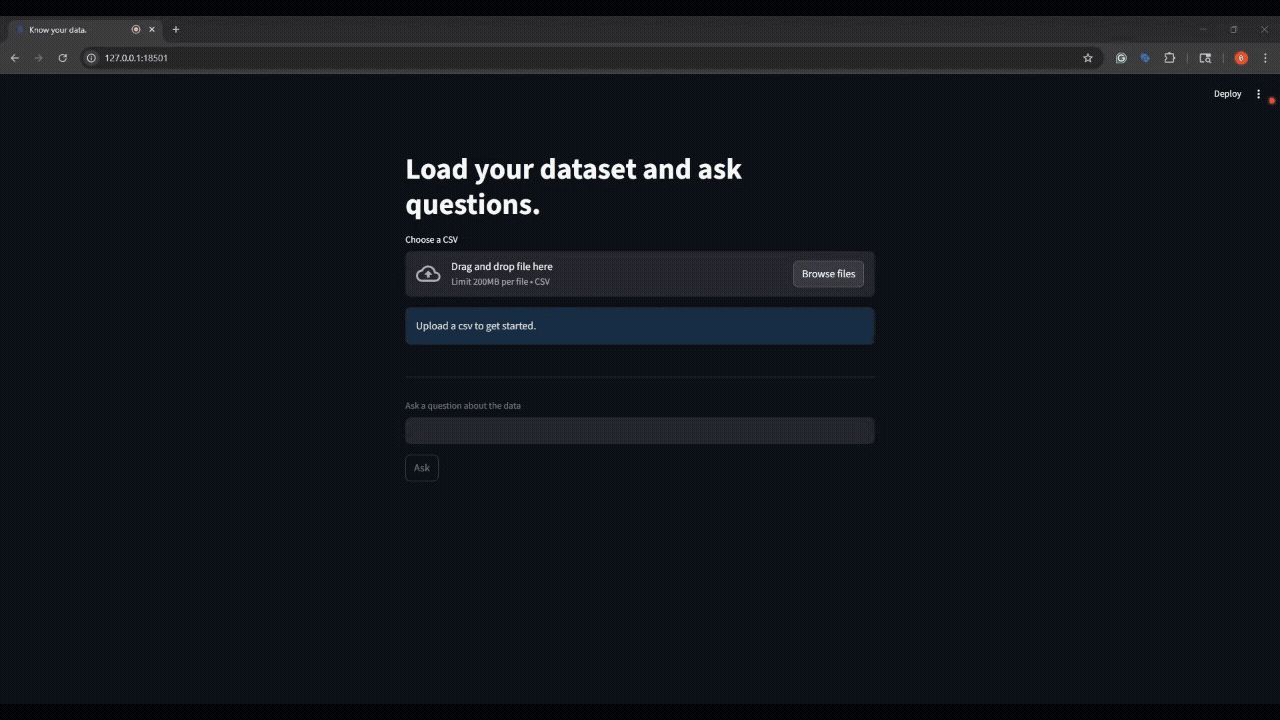 Know your data.
127.0.0.1:18501
Deploy
Load your dataset and ask
questions.
Choose a CSV
Drag and drop file here
Limit 200MB per file • CSV
Browse files
Upload a csv to get started.
Ask a question about the data
Ask